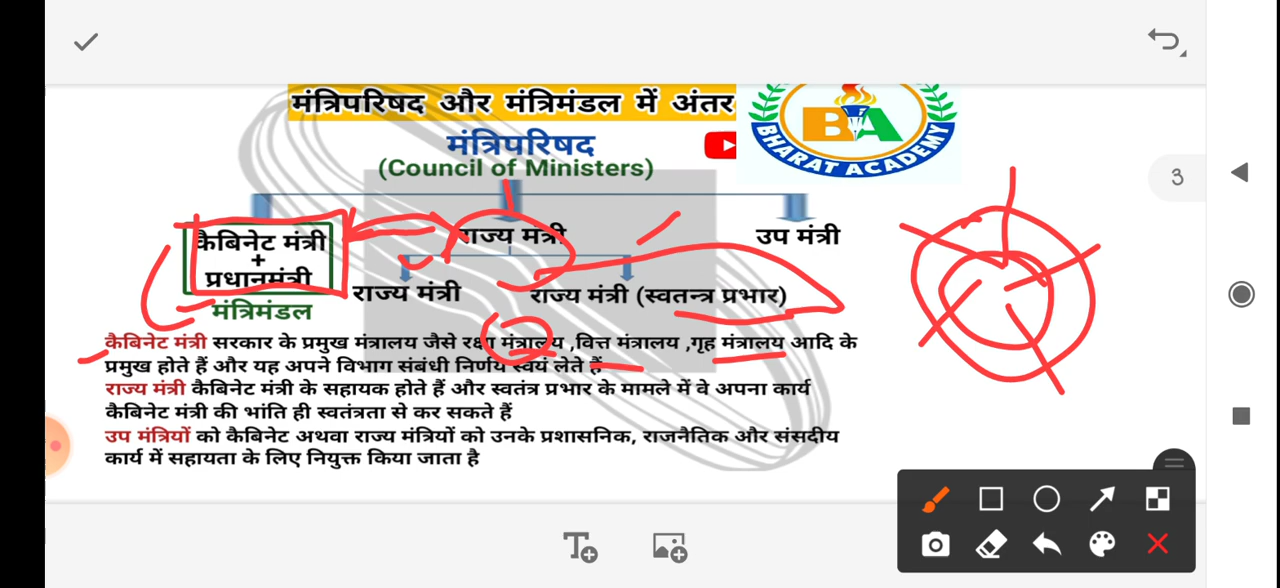 मंत्रिपरिषद और मंत्रिमंडल में अंतर
मंत्रिपरिषद
(Council of Ministers)
BA
BHARAT ACADEMY
3
कैबिनेट मंत्री
+
प्रधानमंत्री
मंत्रिमंडल
राज्य मंत्री
उप मंत्री
राज्य मंत्री
राज्य मंत्री (स्वतन्त्र प्रभार)
कैबिनेट मंत्री सरकार के प्रमुख मंत्रालय जैसे रक्षा मंत्रालय ,वित्त मंत्रालय ,गृह मंत्रालय आदि के
प्रमुख होते हैं और यह अपने विभाग संबंधी निर्णय स्वयं लेते हैं
राज्य मंत्री कैबिनेट मंत्री के सहायक होते हैं और स्वतंत्र प्रभार के मामले में वे अपना कार्य
कैबिनेट मंत्री की भांति ही स्वतंत्रता से कर सकते हैं
उप मंत्रियों को कैबिनेट अथवा राज्य मंत्रियों को उनके प्रशासनिक, राजनैतिक और संसदीय
कार्य में सहायता के लिए नियुक्त किया जाता है